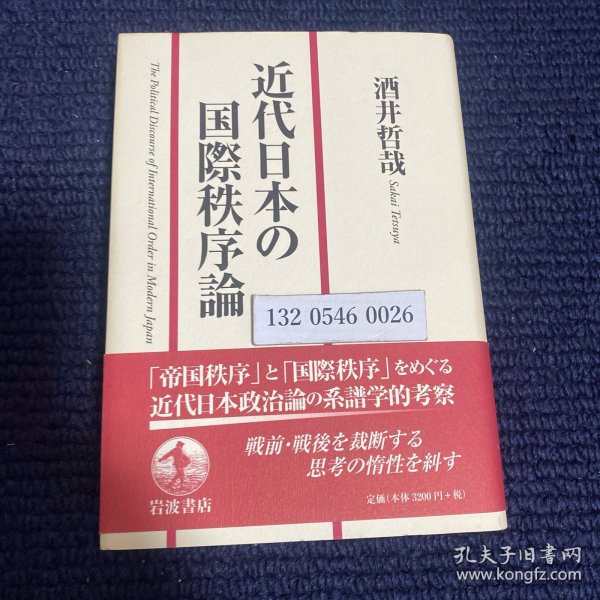 酒井哲哉
Sakai Tetsuya
近代日本の
国際秩序論
The Political Discourse of International Order in Modern Japan
132 0546 0026
「帝国秩序」と「国際秩序」をめぐる
近代日本政治論の系譜学的考察
戦前・戦後を裁断する
思考の惰性を糾す
定価(本体3200円+税)
岩波書店
孔夫子旧书网
www.kongfz.com